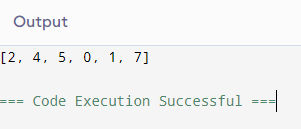 Output
[2, 4, 5, 0, 1, 7]
=== Code Execution Successful ===